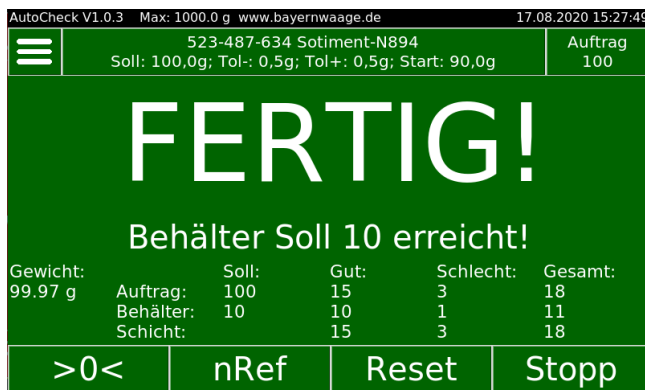 AutoCheck V1.0.3 Max: 1000.0 g www.bayernwaage.de 17.08.2020 15:27:49
523-487-634 Sotiment-N894
Soll: 100,0g; Tol-: 0,5g; Tol+: 0,5g; Start: 90,0g
Auftrag
100
FERTIG!
Behälter Soll 10 erreicht!
Gewicht: Soll: Gut: Schlecht: Gesamt:
99.97 g Auftrag: 100 15 3 18
Behälter: 10 10 1 11
Schicht: 15 3 18
>0< nRef Reset Stopp